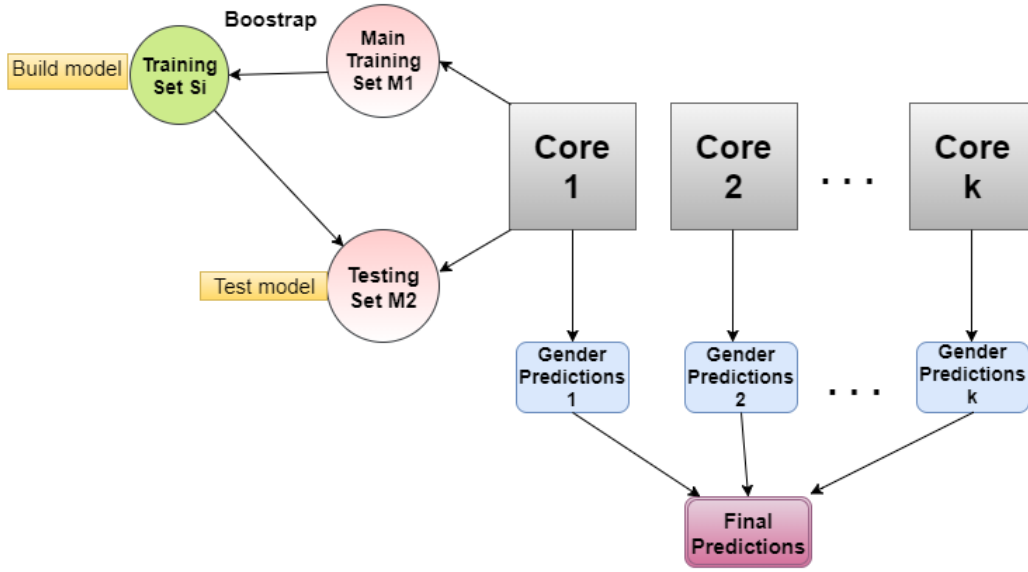 Boostrap
Build model
Training
Set Si
Main
Training
Set M1
Core
1
Core
2
. . .
Core
k
Test model
Testing
Set M2
Gender
Predictions
1
Gender
Predictions
2
. . .
Gender
Predictions
k
Final
Predictions